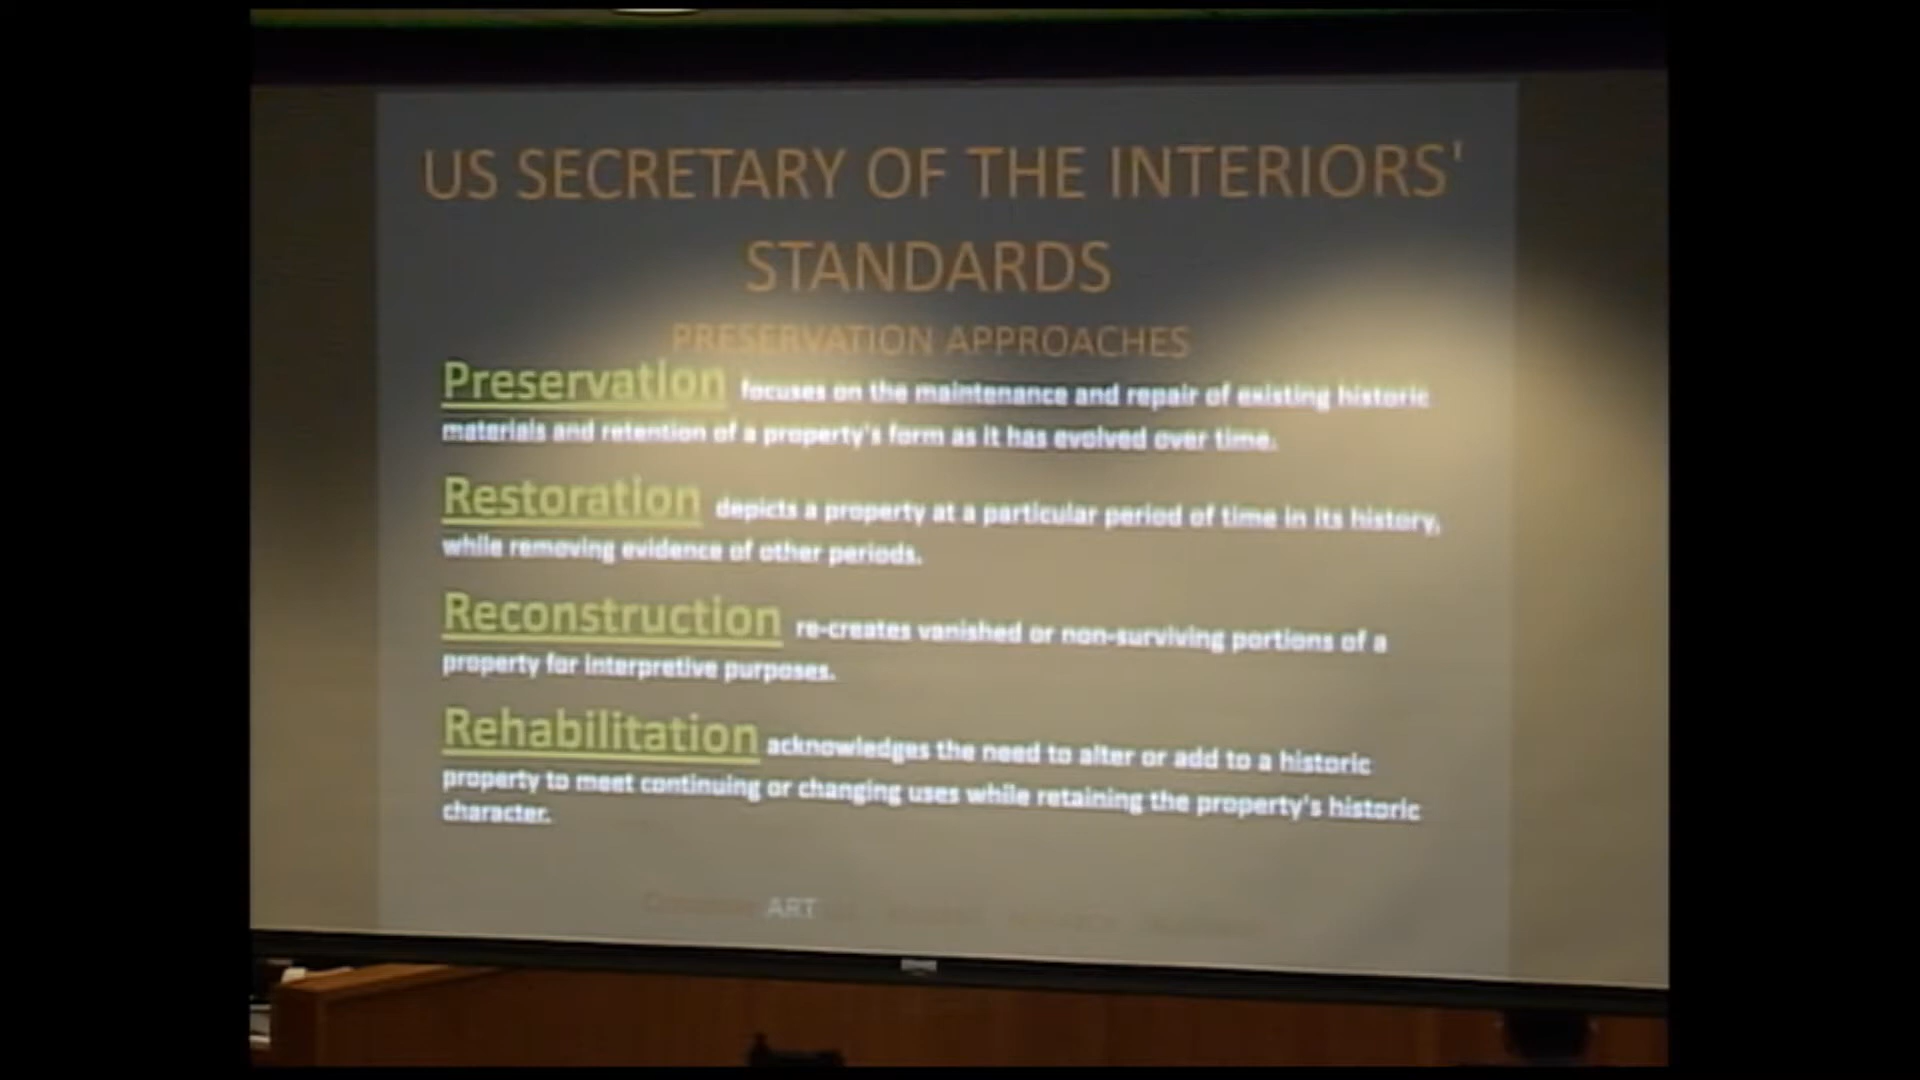 US SECRETARY OF THE INTERIORS'
STANDARDS
PRESERVATION APPROACHES
Preservation focuses on the maintenance and repair of existing historic
materials and retention of a property's form as it has evolved over time.
Restoration depicts a property at a particular period of time in its history,
while removing evidence of other periods.
Reconstruction re-creates vanished or non-surviving portions of a
property for interpretive purposes.
Rehabilitation acknowledges the need to alter or add to a historic
property to meet continuing or changing uses while retaining the property's historic
character.
ART